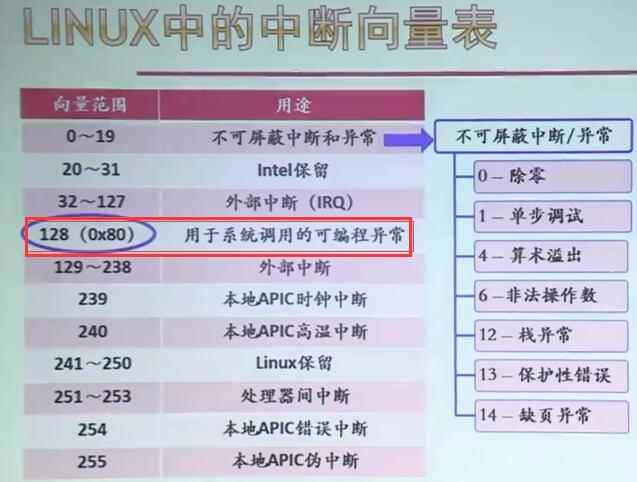 LINUX中的中断向量表
向量范围 用途
0～19 不可屏蔽中断和异常
20～31 Intel保留
32～127 外部中断（IRQ）
128（0x80） 用于系统调用的可编程异常
129～238 外部中断
239 本地APIC时钟中断
240 本地APIC高温中断
241～250 Linux保留
251～253 处理器间中断
254 本地APIC错误中断
255 本地APIC伪中断
不可屏蔽中断/异常
0 – 除零
1 – 单步调试
4 – 算术溢出
6 –非法操作数
12 – 栈异常
13 – 保护性错误
14 – 缺页异常